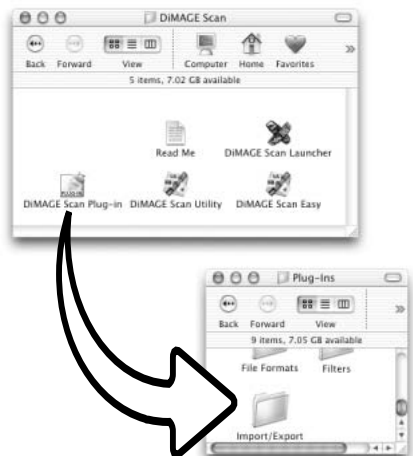 DiMAGE Scan
Back Forward View Computer Home Favorites
5 items, 7.02 GB available
Read Me DiMAGE Scan Launcher
PLUG-IN
DiMAGE Scan Plug-in DiMAGE Scan Utility DiMAGE Scan Easy
Plug-Ins
Back Forward View
9 items, 7.05 GB available
File Formats Filters
Import/Export